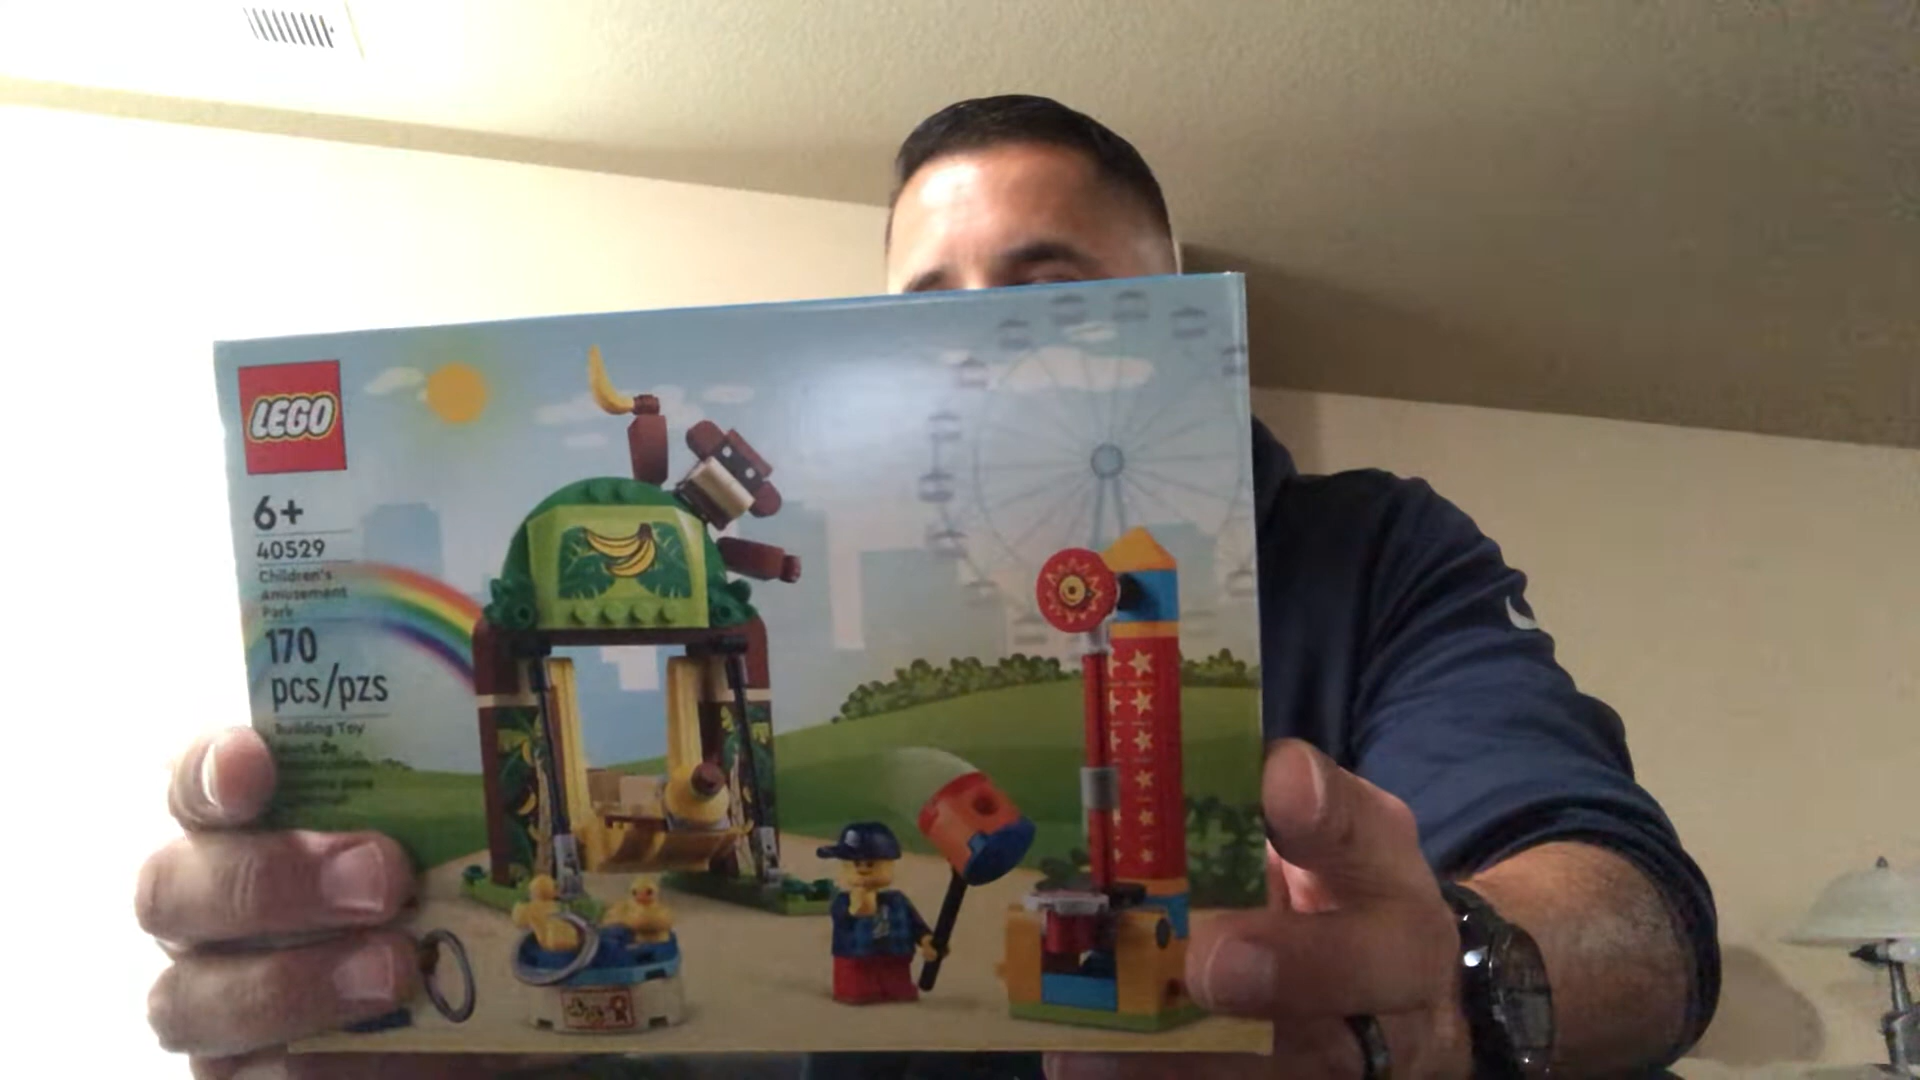 LEGO
6+
40529
Children's
Amusement
Park
170
pcs/pzs
Building Toy